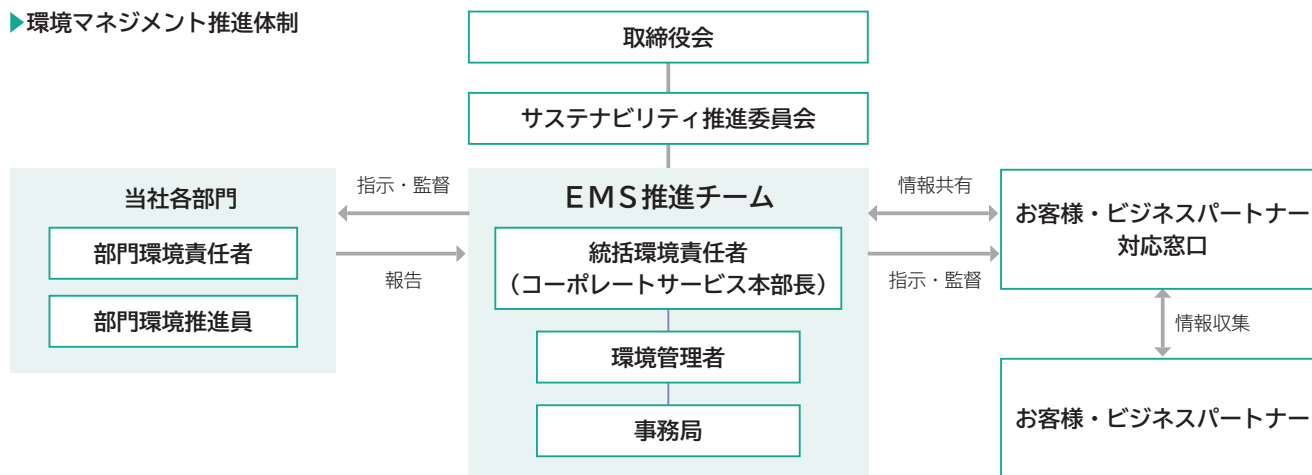 ▶環境マネジメント推進体制
取締役会
サステナビリティ推進委員会
当社各部門
部門環境責任者
部門環境推進員
指示・監督
報告
EMS推進チーム
統括環境責任者
（コーポレートサービス本部長）
環境管理者
事務局
情報共有
指示・監督
お客様・ビジネスパートナー
対応窓口
情報収集
お客様・ビジネスパートナー